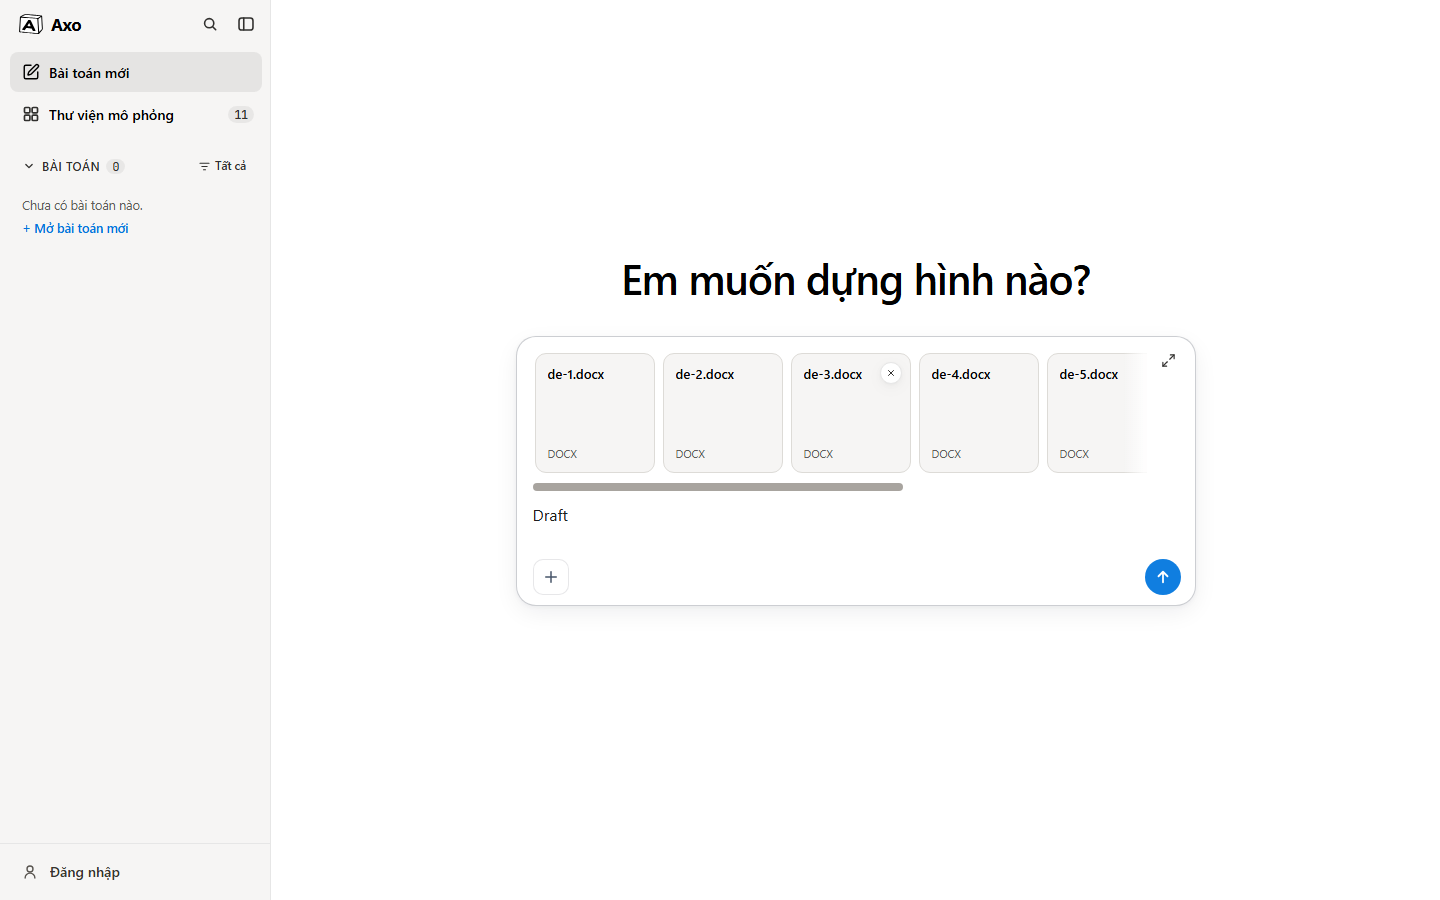 Axo
Bài toán mới
Thư viện mô phỏng 11
BÀI TOÁN 0 Tất cả
Chưa có bài toán nào.
+ Mở bài toán mới
Em muốn dựng hình nào?
de-1.docx de-2.docx de-3.docx de-4.docx de-5.docx
DOCX DOCX DOCX DOCX DOCX
Draft
Đăng nhập